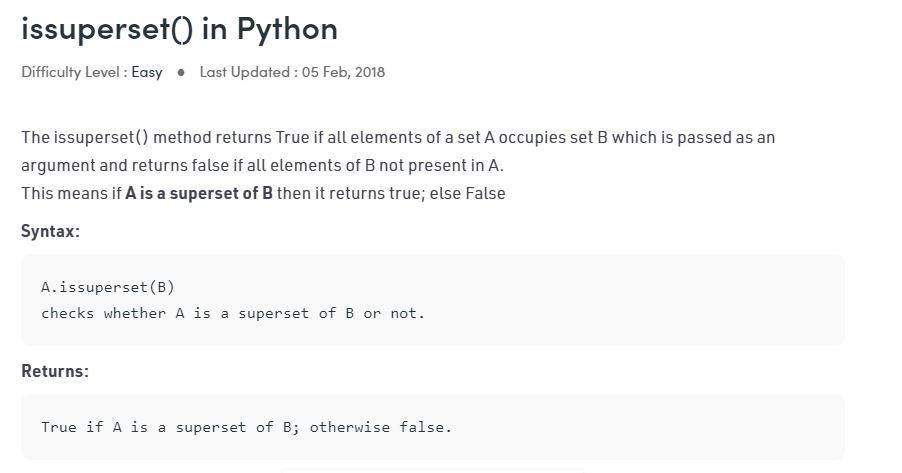 issuperset() in Python
Difficulty Level : Easy ● Last Updated : 05 Feb, 2018
The issuperset() method returns True if all elements of a set A occupies set B which is passed as an
argument and returns false if all elements of B not present in A.
This means if A is a superset of B then it returns true; else False
Syntax:
A.issuperset(B)
checks whether A is a superset of B or not.
Returns:
True if A is a superset of B; otherwise false.